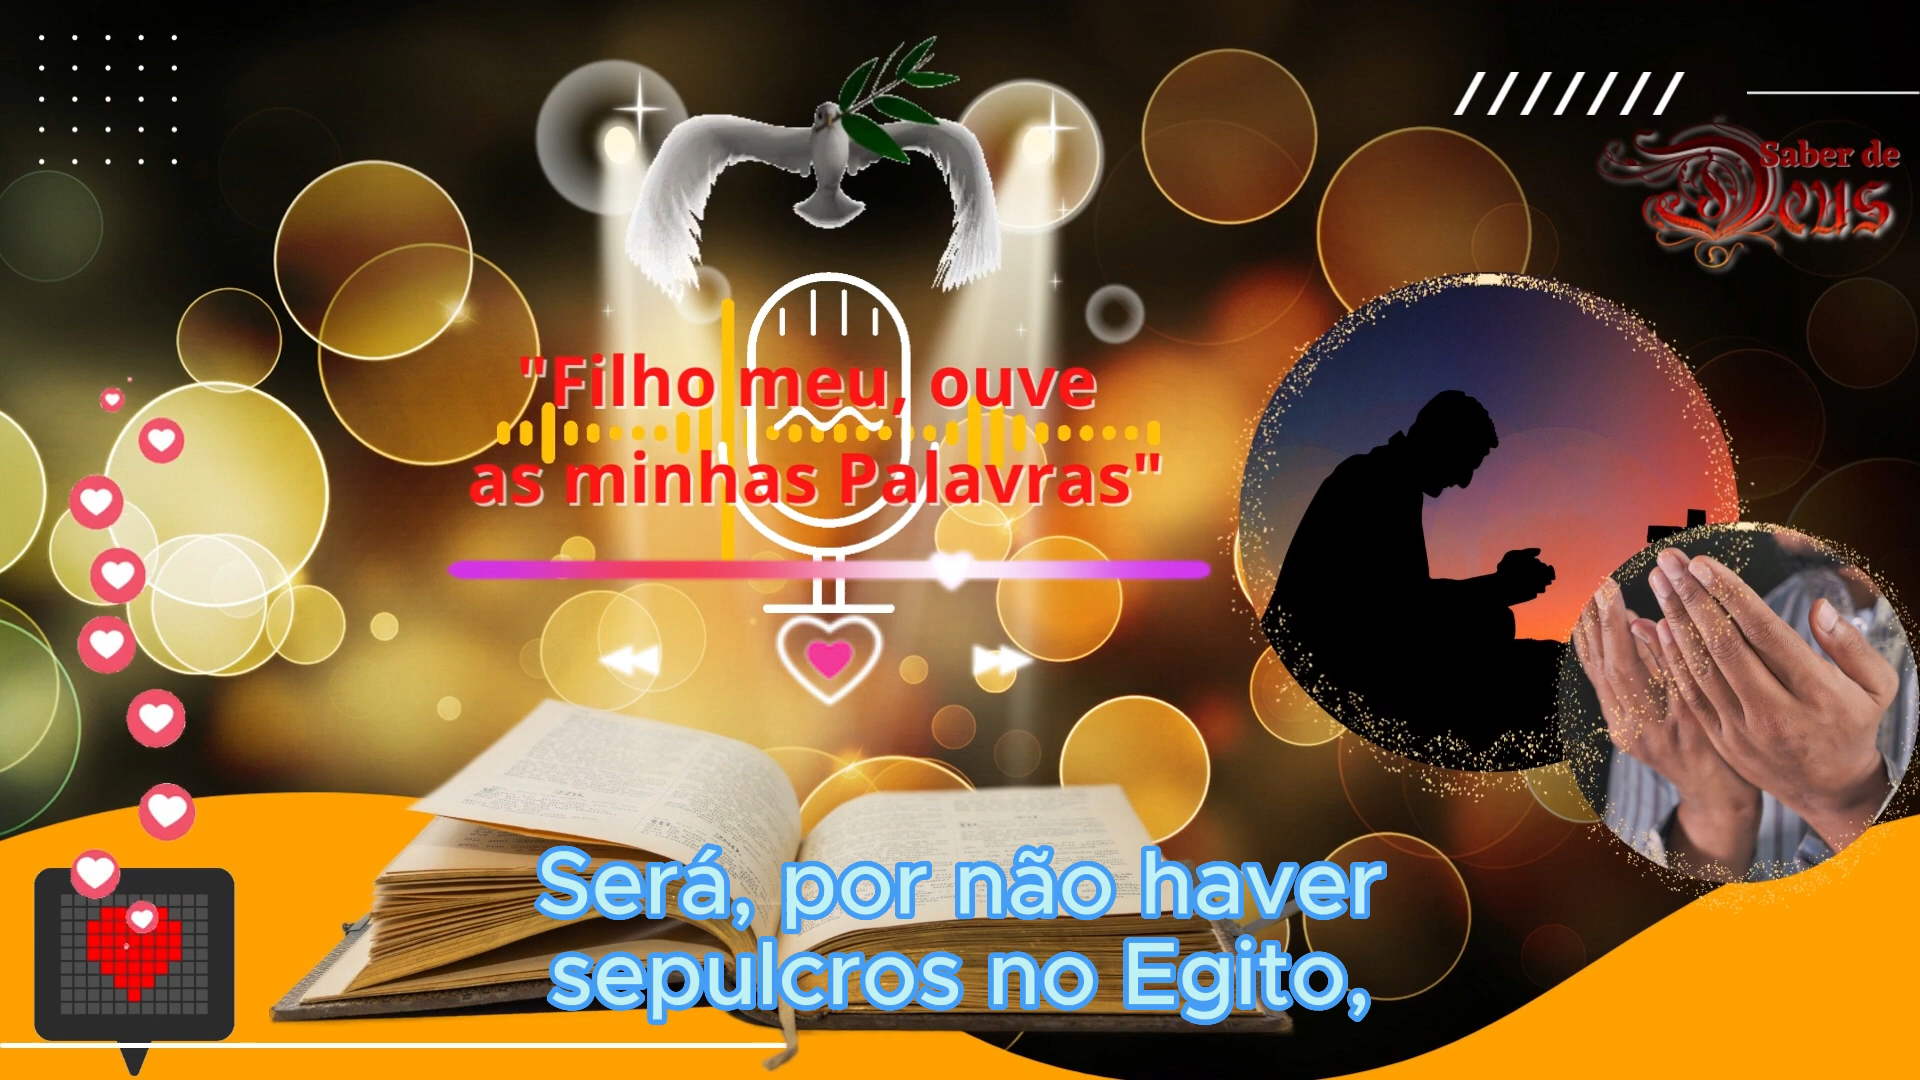 Saber de
Deus
"Filho meu, ouve
as minhas Palavras"
Será, por não haver
sepulcros no Egito,